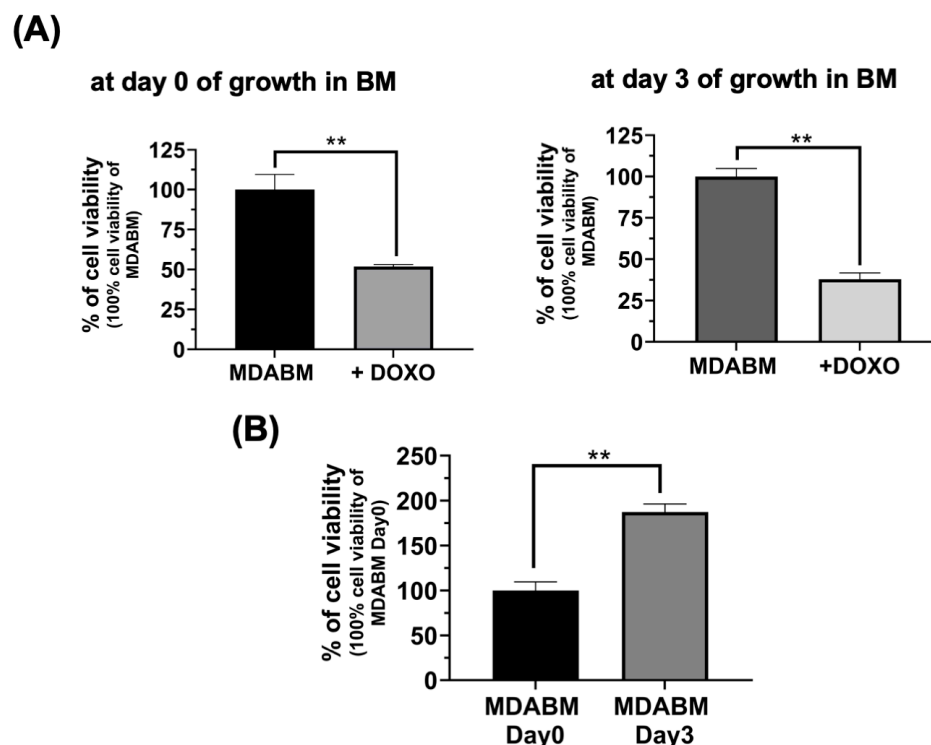 (A)
at day 0 of growth in BM
% of cell viability
(100% cell viability of
MDABM)
125
100
75
50
25
0
**
MDABM
+ DOXO
at day 3 of growth in BM
% of cell viability
(100% cell viability of
MDABM)
125
100
75
50
25
0
**
MDABM
+DOXO
(B)
% of cell viability
(100% cell viability of
MDABM Day0)
250
200
150
100
50
0
**
MDABM
Day0
MDABM
Day3